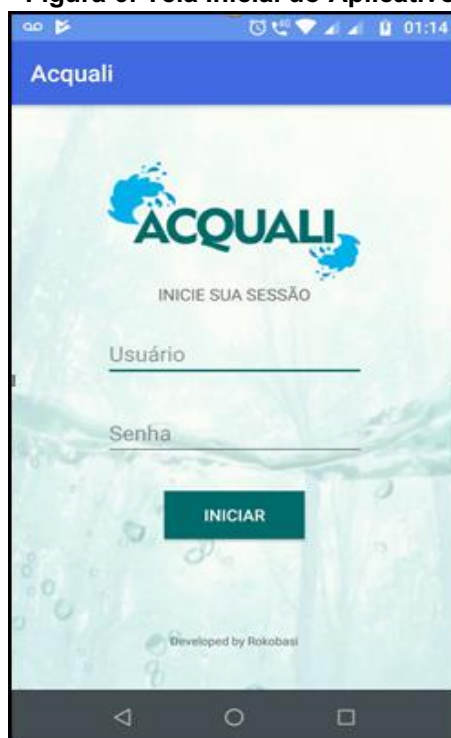 Figura 6. Tela Inicial do Aplicativo
4G
01:14
Acquali
ACQUALI
INICIE SUA SESSÃO
Usuário
Senha
INICIAR
Developed by Rokobasi